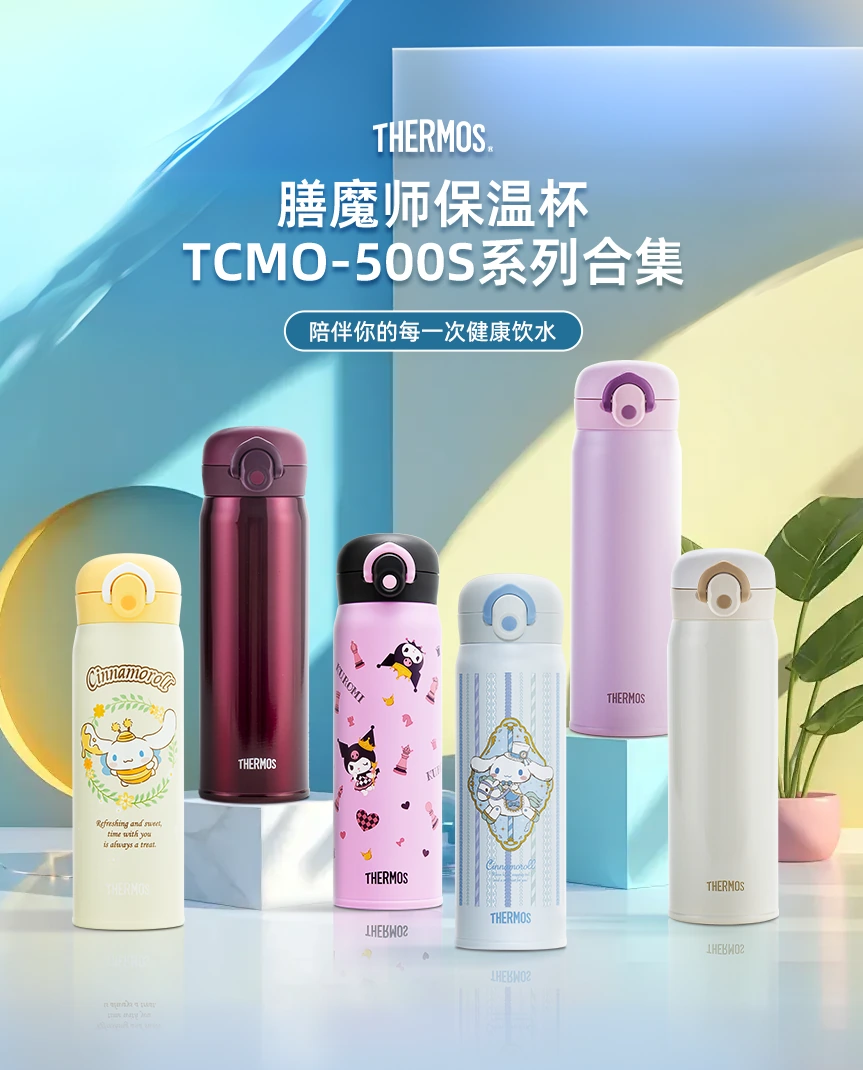 THERMOS®
膳魔师保温杯
TCMO-500S系列合集
陪伴你的每一次健康饮水
Cinnamoroll
Refreshing and sweet,
time with you
is always a treat.
THERMOS
THERMOS
KUROMI
THERMOS
Cinnamoroll
THERMOS
THERMOS
THERMOS